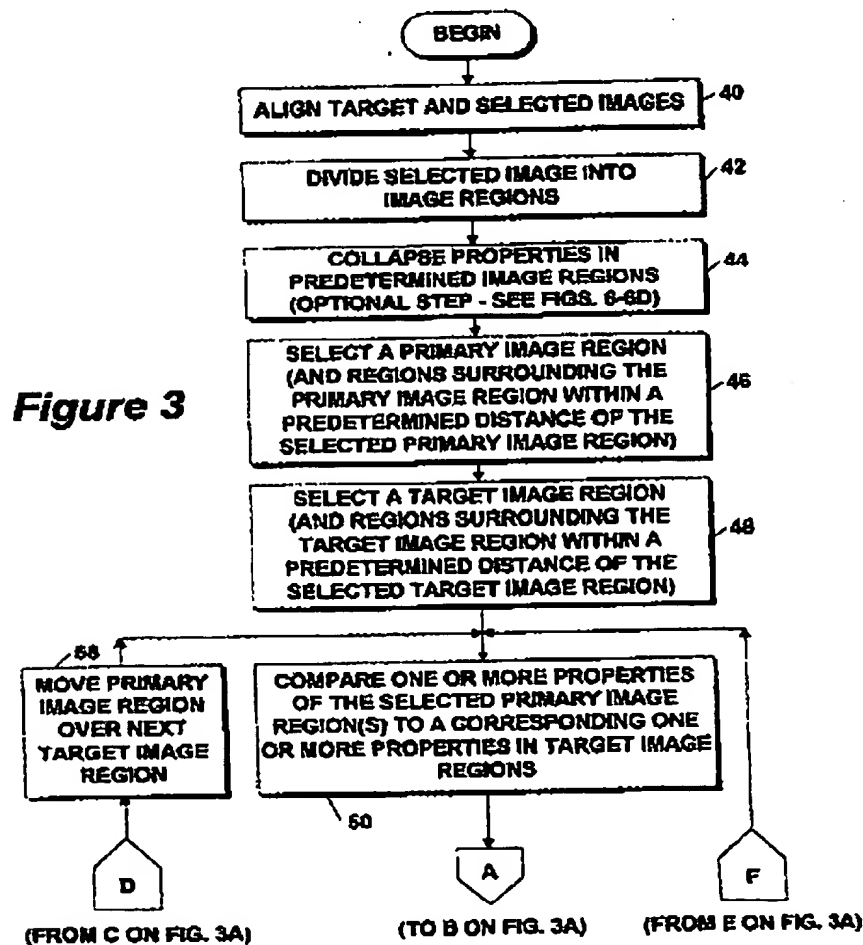 BEGIN
ALIGN TARGET AND SELECTED IMAGES
40
DIVIDE SELECTED IMAGE INTO
IMAGE REGIONS
42
COLLAPSE PROPERTIES IN
PREDETERMINED IMAGE REGIONS
(OPTIONAL STEP - SEE FIGS. 6-6D)
44
SELECT A PRIMARY IMAGE REGION
(AND REGIONS SURROUNDING THE
PRIMARY IMAGE REGION WITHIN A
PREDETERMINED DISTANCE OF THE
SELECTED PRIMARY IMAGE REGION)
46
Figure 3
SELECT A TARGET IMAGE REGION
(AND REGIONS SURROUNDING THE
TARGET IMAGE REGION WITHIN A
PREDETERMINED DISTANCE OF THE
SELECTED TARGET IMAGE REGION)
48
58
MOVE PRIMARY
IMAGE REGION
OVER NEXT
TARGET IMAGE
REGION
COMPARE ONE OR MORE PROPERTIES
OF THE SELECTED PRIMARY IMAGE
REGION(S) TO A CORRESPONDING ONE
OR MORE PROPERTIES IN TARGET IMAGE
REGIONS
50
D
A
F
(FROM C ON FIG. 3A)
(TO B ON FIG. 3A)
(FROM E ON FIG. 3A)